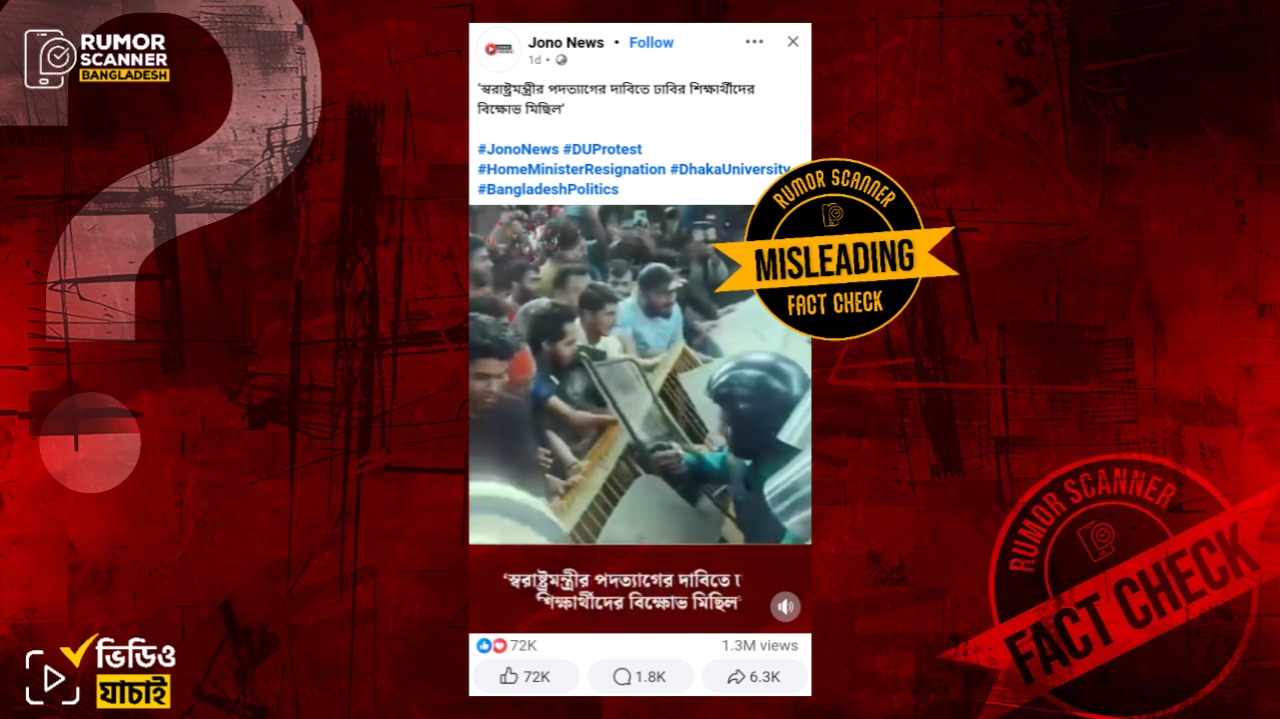 RUMOR
SCANNER
BANGLADESH
Jono News • Follow
1d •
‘স্বরাষ্ট্রমন্ত্রীর পদত্যাগের দাবিতে ঢাবির শিক্ষার্থীদের
বিক্ষোভ মিছিল’
#JonoNews #DUProtest
#HomeMinisterResignation #DhakaUniversity
#BangladeshPolitics
RUMOR SCANNER
MISLEADING
FACT CHECK
‘স্বরাষ্ট্রমন্ত্রীর পদত্যাগের দাবিতে
শিক্ষার্থীদের বিক্ষোভ মিছিল’
72K
1.3M views
72K
1.8K
6.3K
RUMOR SCANNER
FACT CHECK
ভিডিও
যাচাই